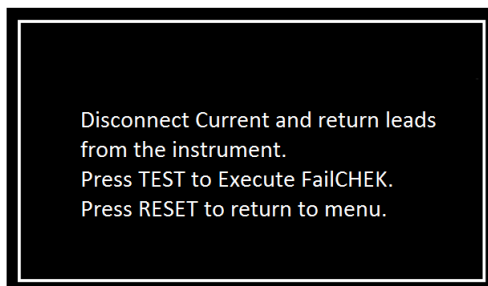 Disconnect Current and return leads
from the instrument.
Press TEST to Execute FailCHEK.
Press RESET to return to menu.